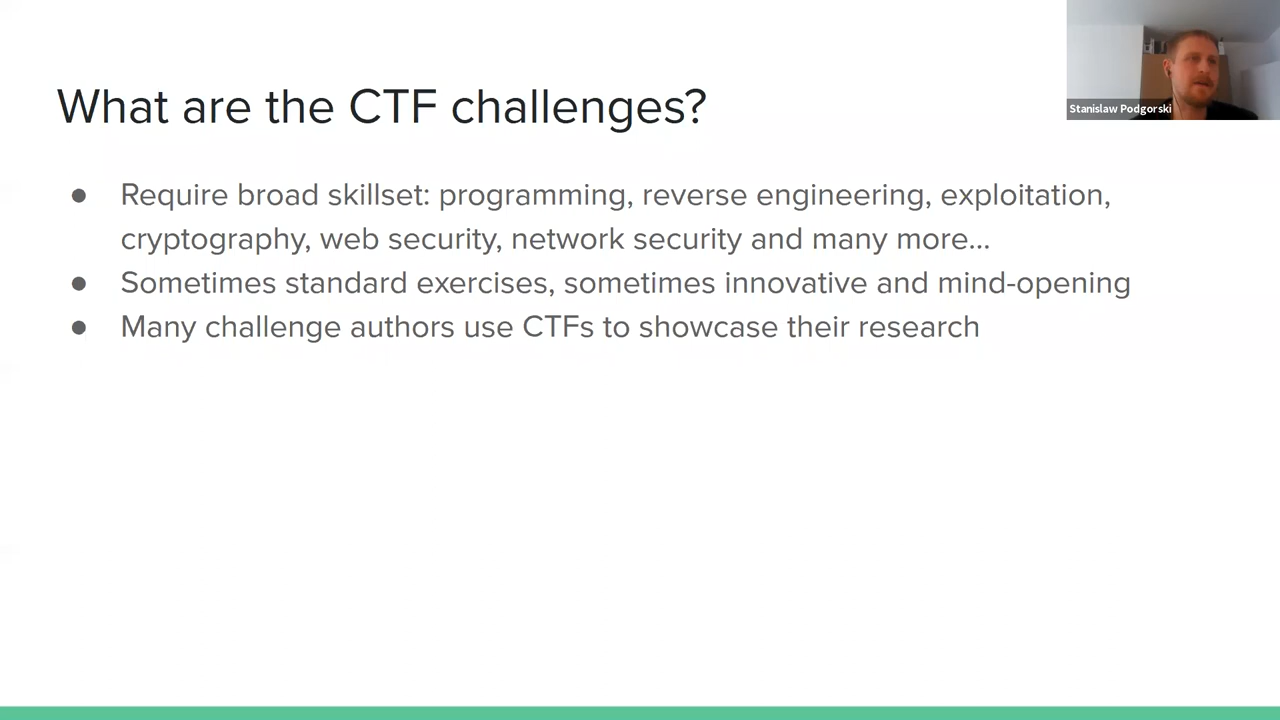 What are the CTF challenges?
Stanislaw Podgorski
● Require broad skillset: programming, reverse engineering, exploitation,
cryptography, web security, network security and many more...
● Sometimes standard exercises, sometimes innovative and mind-opening
● Many challenge authors use CTFs to showcase their research